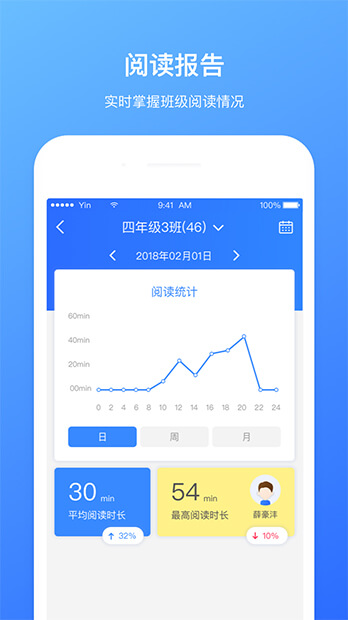 阅读报告
实时掌握班级阅读情况
Yin 9:41 AM 100%
四年级3班(46)
2018年02月01日
阅读统计
60min
40min
20min
00min
0 2 4 6 8 10 12 14 16 18 20 22 24
日 周 月
30 min
平均阅读时长
32%
54 min
最高阅读时长
薛豪沣
10%